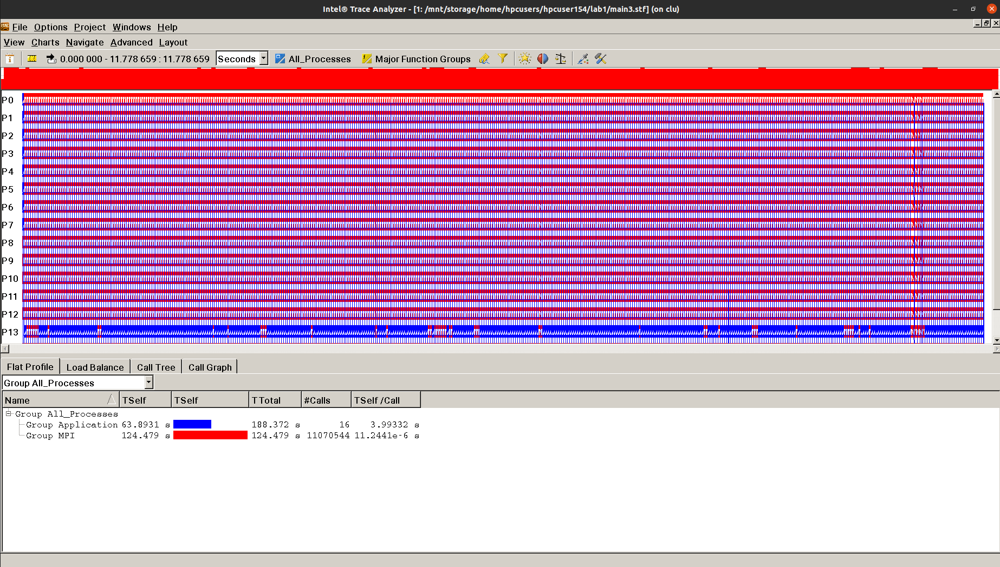 Intel® Trace Analyzer - [1: /mnt/storage/home/hpcusers/hpcuser154/lab1/main3.stf] (on clu)
File Options Project Windows Help
View Charts Navigate Advanced Layout
0.000 000 - 11.778 659 : 11.778 659 Seconds All_Processes Major Function Groups
P0
P1
P2
P3
P4
P5
P6
P7
P8
P9
P10
P11
P12
P13
Flat Profile Load Balance Call Tree Call Graph
Group All_Processes
Name TSelf TSelf TTotal #Calls TSelf /Call
Group All_Processes
Group Application 63.8931 s 188.372 s 16 3.99332 s
Group MPI 124.479 s 124.479 s 11070544 11.2441e-6 s